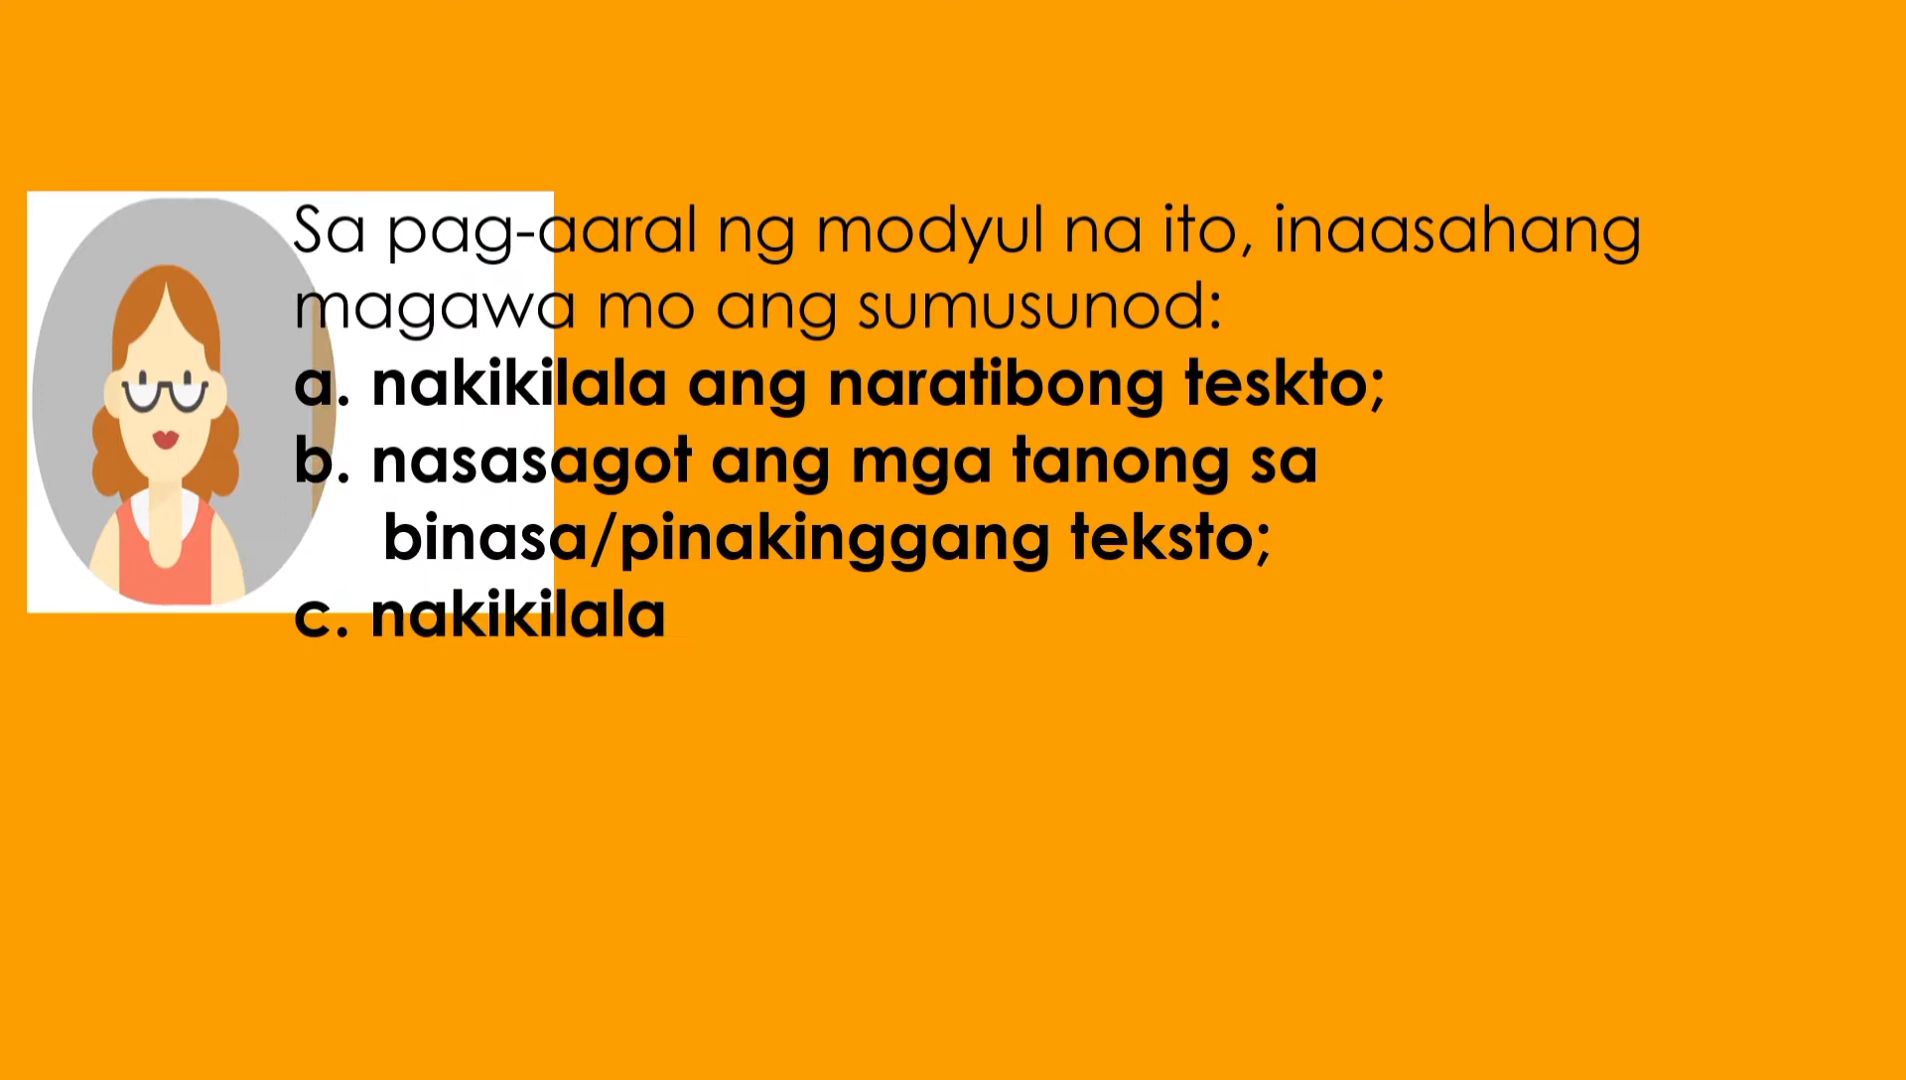 Sa pag-aaral ng modyul na ito, inaasahang
magawa mo ang sumusunod:
a. nakikilala ang naratibong teskto;
b. nasasagot ang mga tanong sa
binasa/pinakinggang teksto;
c. nakikilala